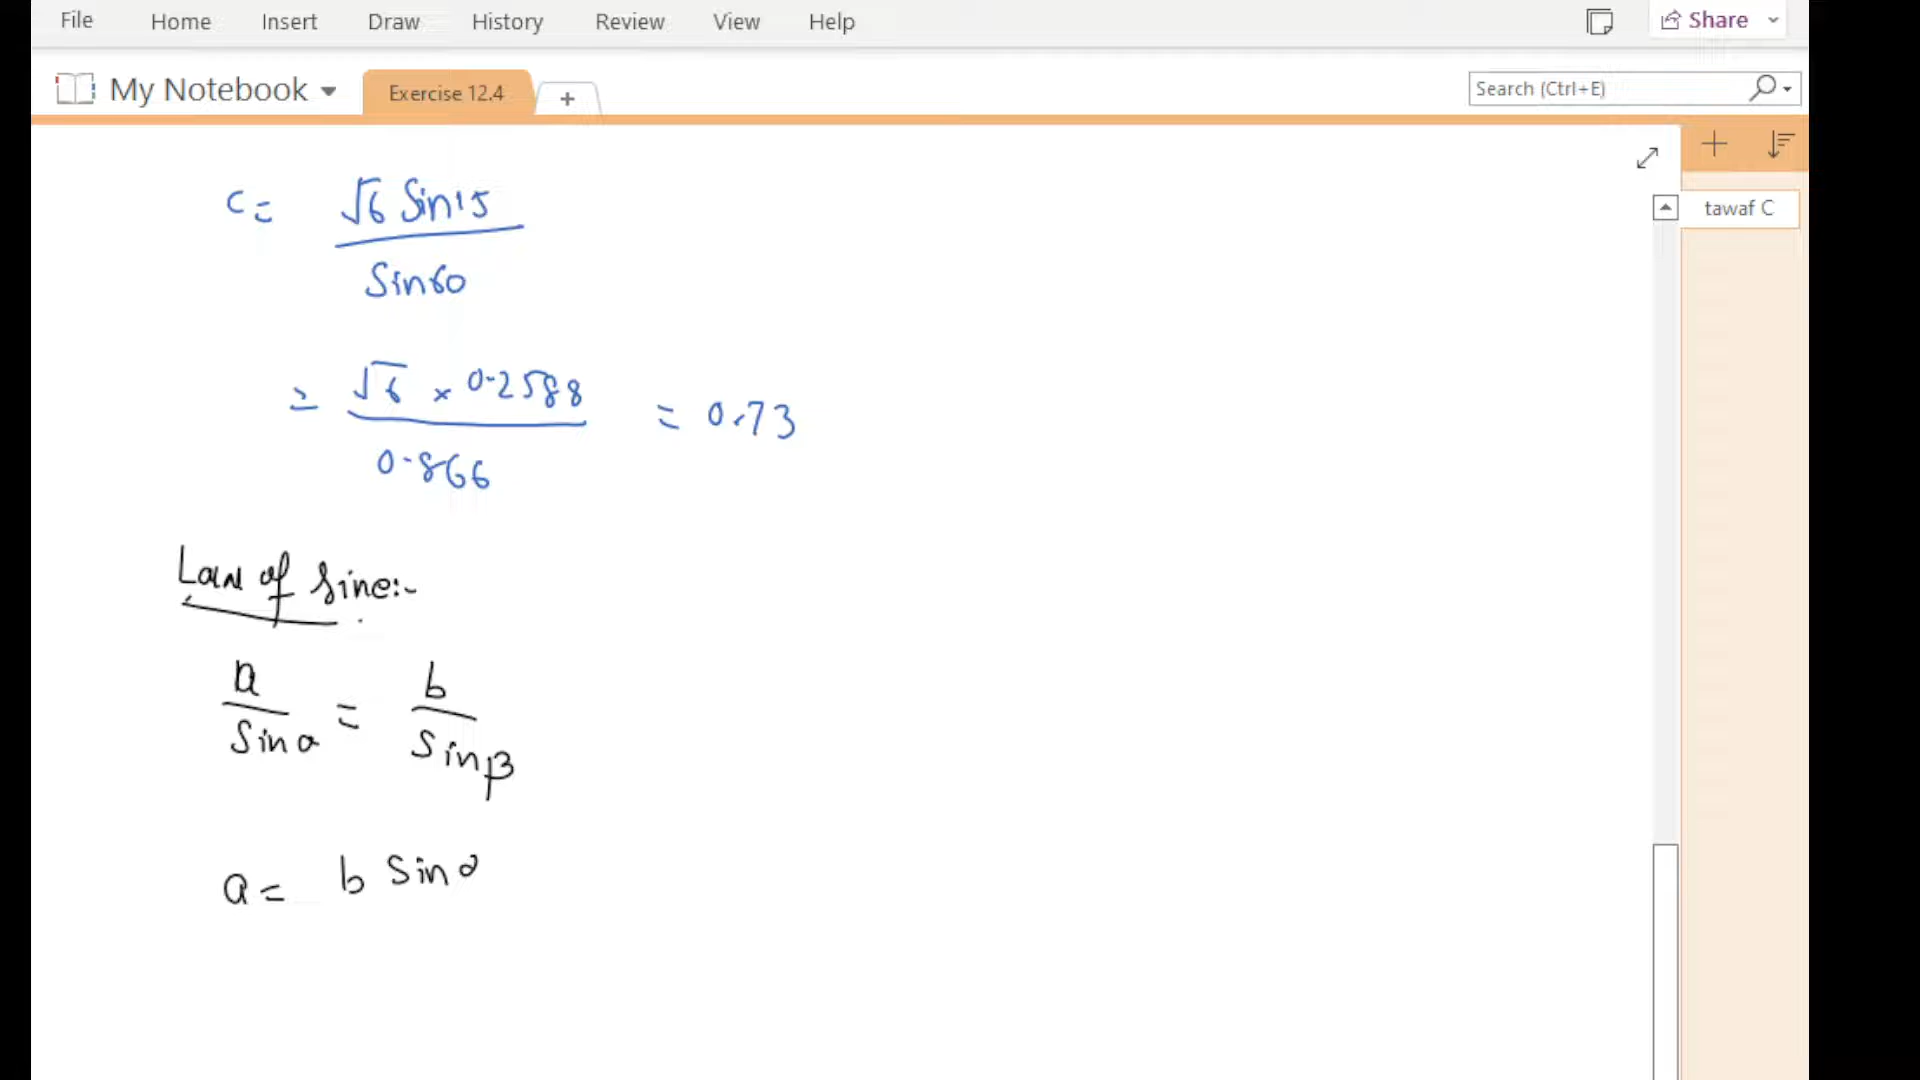 File Home Insert Draw History Review View Help Share
My Notebook Exercise 12.4 + Search (Ctrl+E)
tawaf C
c = √6 Sin15
Sin60
= √6 × 0.2588 = 0.73
0.866
Law of Sine:-
a = b
Sinα Sinβ
a = b Sinα